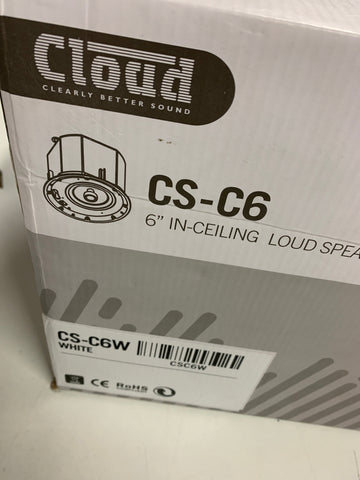 Cloud
CLEARLY BETTER SOUND
CS-C6
6" IN-CEILING LOUD SPEA
CS-C6W
WHITE
CSC6W
CE RoHS